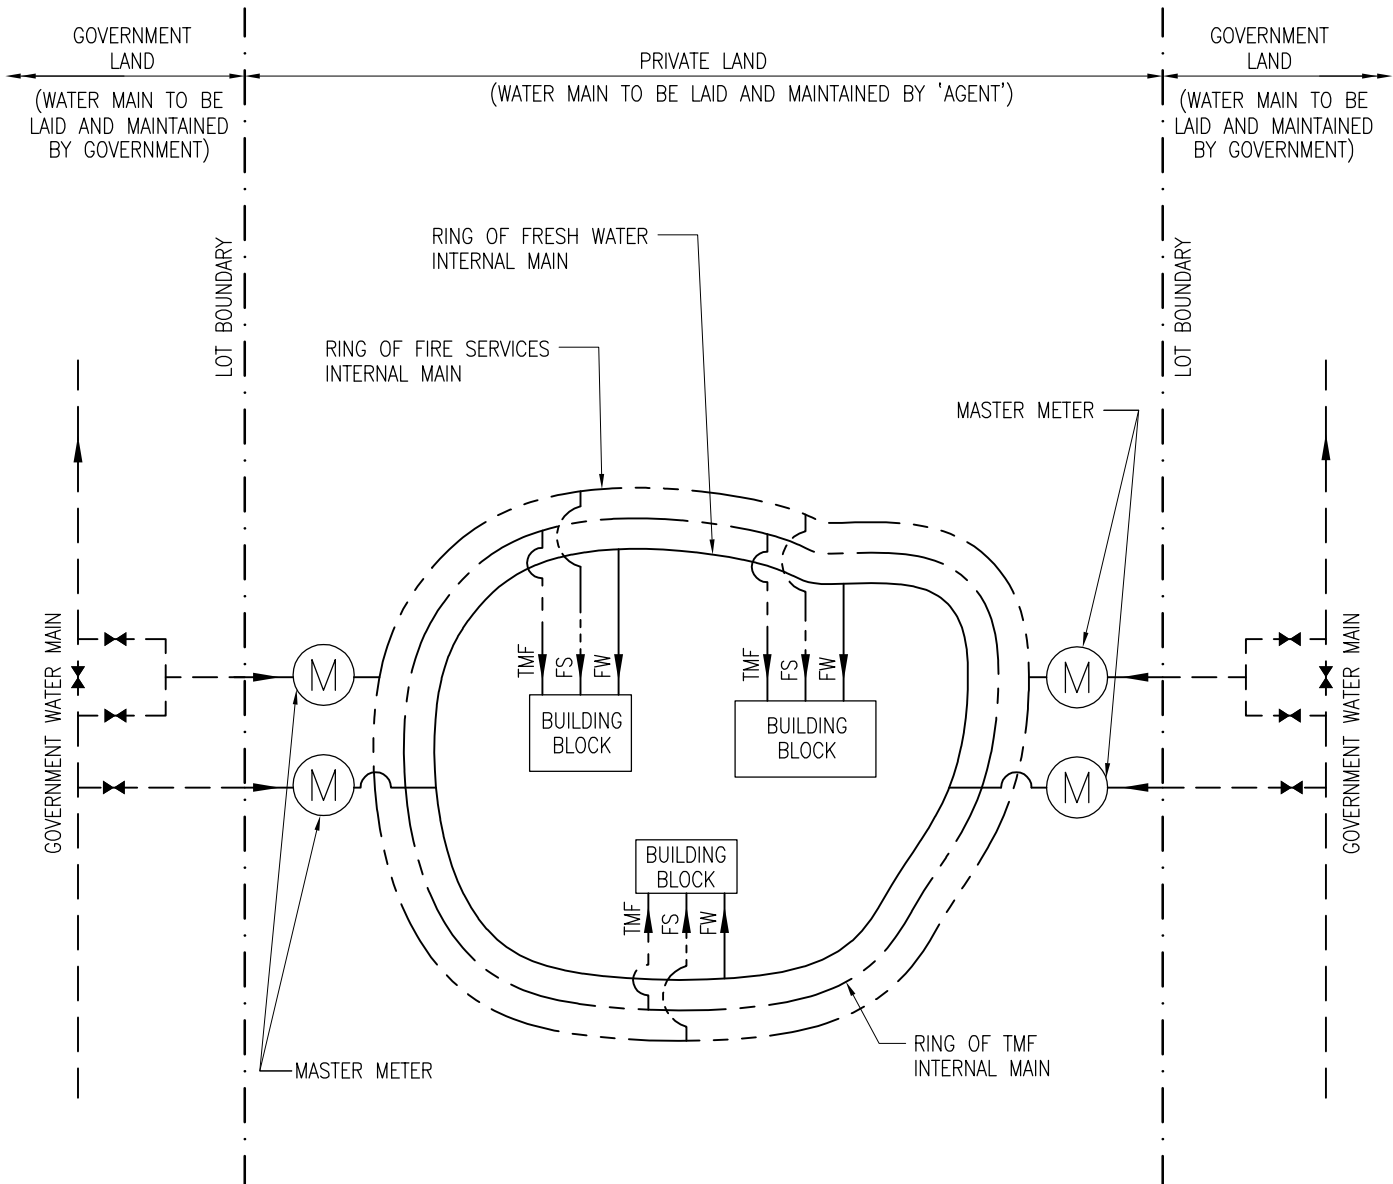 GOVERNMENT
LAND
(WATER MAIN TO BE
LAID AND MAINTAINED
BY GOVERNMENT)
PRIVATE LAND
(WATER MAIN TO BE LAID AND MAINTAINED BY 'AGENT')
GOVERNMENT
LAND
(WATER MAIN TO BE
LAID AND MAINTAINED
BY GOVERNMENT)
LOT BOUNDARY
RING OF FRESH WATER
INTERNAL MAIN
LOT BOUNDARY
RING OF FIRE SERVICES
INTERNAL MAIN
MASTER METER
GOVERNMENT WATER MAIN
M
M
TMF
FS
FW
BUILDING
BLOCK
TMF
FS
FW
BUILDING
BLOCK
M
M
GOVERNMENT WATER MAIN
BUILDING
BLOCK
TMF
FS
FW
RING OF TMF
INTERNAL MAIN
MASTER METER